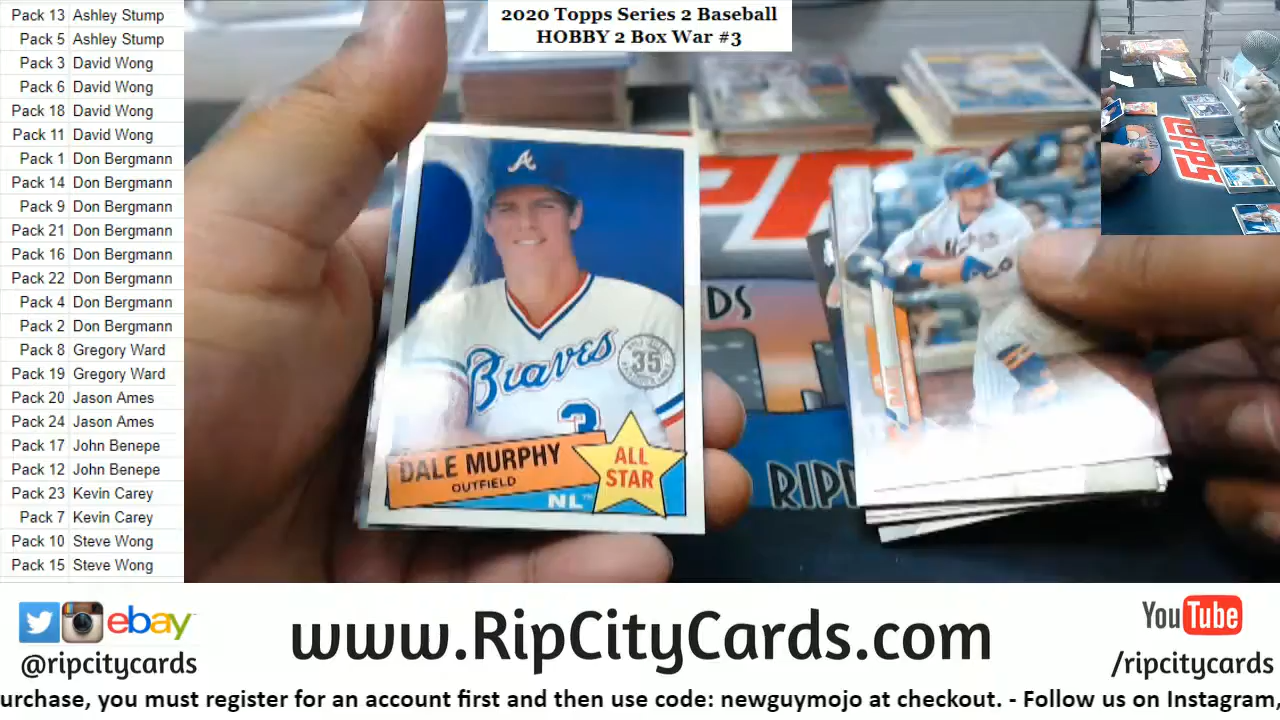 Pack 13 Ashley Stump
Pack 5 Ashley Stump
Pack 3 David Wong
Pack 6 David Wong
Pack 18 David Wong
Pack 11 David Wong
Pack 1 Don Bergmann
Pack 14 Don Bergmann
Pack 9 Don Bergmann
Pack 21 Don Bergmann
Pack 16 Don Bergmann
Pack 22 Don Bergmann
Pack 4 Don Bergmann
Pack 2 Don Bergmann
Pack 8 Gregory Ward
Pack 19 Gregory Ward
Pack 20 Jason Ames
Pack 24 Jason Ames
Pack 17 John Benepe
Pack 12 John Benepe
Pack 23 Kevin Carey
Pack 7 Kevin Carey
Pack 10 Steve Wong
Pack 15 Steve Wong
2020 Topps Series 2 Baseball
HOBBY 2 Box War #3
A
Braves
35
3
DALE MURPHY
OUTFIELD
ALL
STAR
NL
DS
RIPP
TOPPS
ebay
@ripcitycards
www.RipCityCards.com
YouTube
/ripcitycards
urchase, you must register for an account first and then use code: newguymojo at checkout. - Follow us on Instagram,